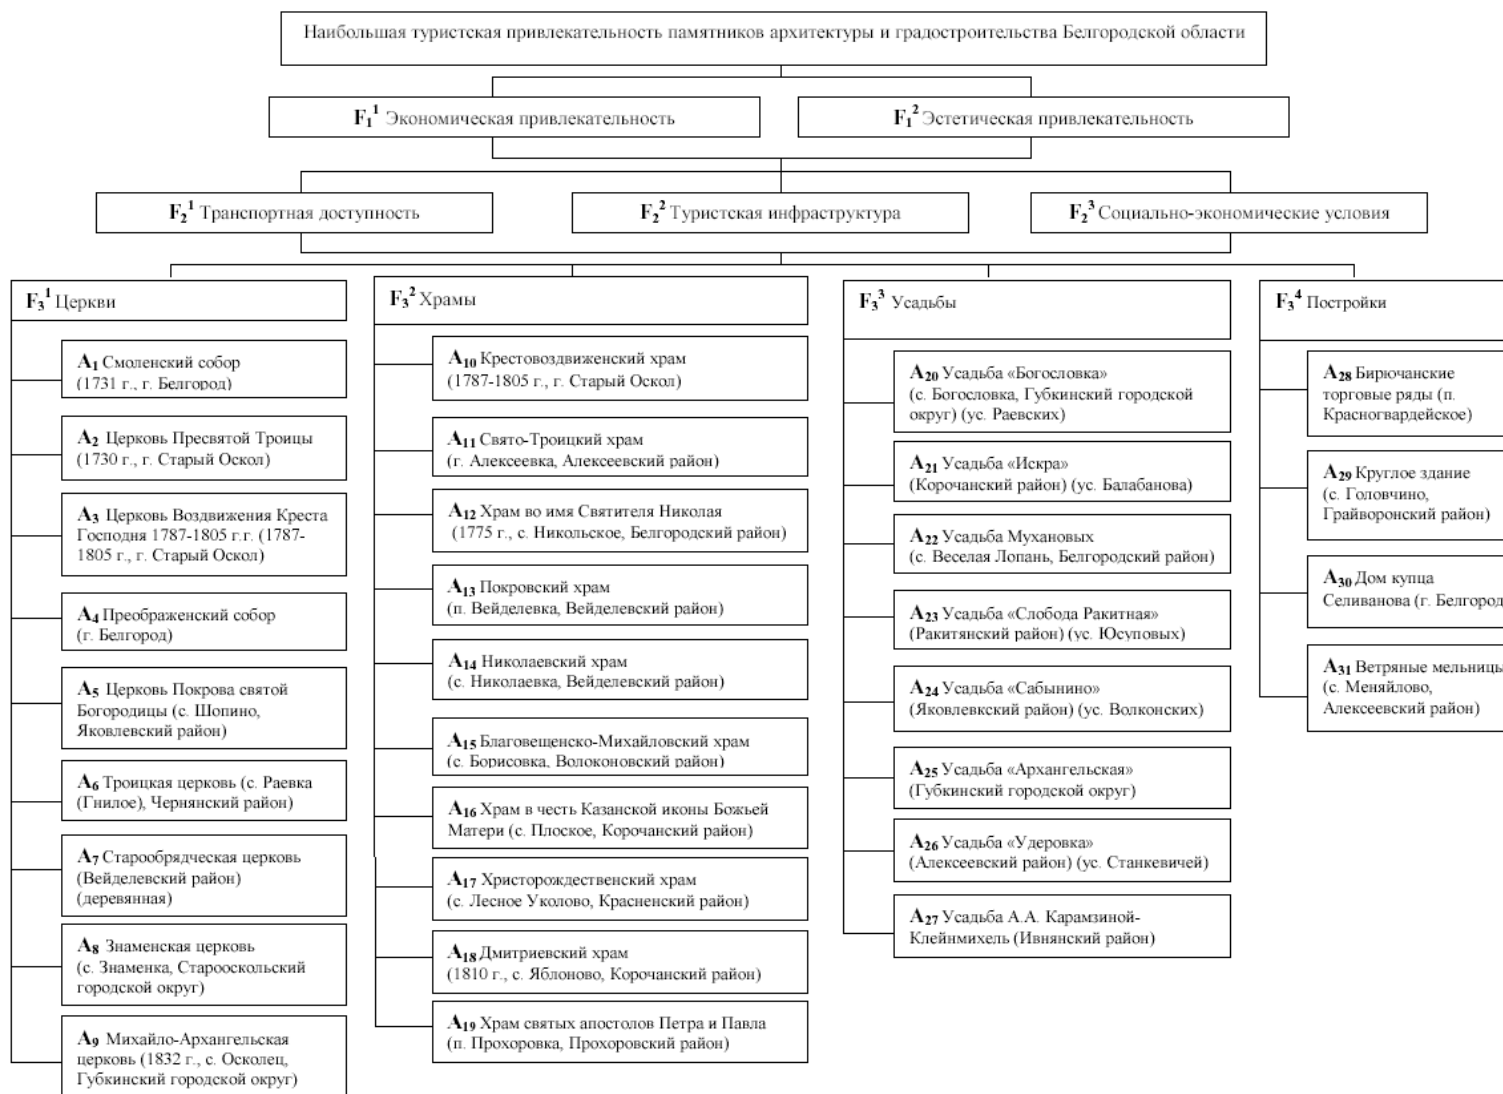 Наибольшая туристская привлекательность памятников архитектуры и градостроительства Белгородской области
F₁¹ Экономическая привлекательность
F₁² Эстетическая привлекательность
F₂¹ Транспортная доступность
F₂² Туристская инфраструктура
F₂³ Социально-экономические условия
F₃¹ Церкви
A₁ Смоленский собор
(1731 г., г. Белгород)
A₂ Церковь Пресвятой Троицы
(1730 г., г. Старый Оскол)
A₃ Церковь Воздвижения Креста
Господня 1787-1805 г.г. (1787-
1805 г., г. Старый Оскол)
A₄ Преображенский собор
(г. Белгород)
A₅ Церковь Покрова святой
Богородицы (с. Шопино,
Яковлевский район)
A₆ Троицкая церковь (с. Раевка
(Гнилое), Чернянский район)
A₇ Старообрядческая церковь
(Вейделевский район)
(деревянная)
A₈ Знаменская церковь
(с. Знаменка, Старооскольский
городской округ)
A₉ Михайло-Архангельская
церковь (1832 г., с. Осколец,
Губкинский городской округ)
F₃² Храмы
A₁₀ Крестовоздвиженский храм
(1787-1805 г., г. Старый Оскол)
A₁₁ Свято-Троицкий храм
(г. Алексеевка, Алексеевский район)
A₁₂ Храм во имя Святителя Николая
(1775 г., с. Никольское, Белгородский район)
A₁₃ Покровский храм
(п. Вейделевка, Вейделевский район)
A₁₄ Николаевский храм
(с. Николаевка, Вейделевский район)
A₁₅ Благовещенско-Михайловский храм
(с. Борисовка, Волоконовский район)
A₁₆ Храм в честь Казанской иконы Божьей
Матери (с. Плоское, Корочанский район)
A₁₇ Христорождественский храм
(с. Лесное Уколово, Красненский район)
A₁₈ Дмитриевский храм
(1810 г., с. Яблоново, Корочанский район)
A₁₉ Храм святых апостолов Петра и Павла
(п. Прохоровка, Прохоровский район)
F₃³ Усадьбы
A₂₀ Усадьба «Богословка»
(с. Богословка, Губкинский городской
округ) (ус. Раевских)
A₂₁ Усадьба «Искра»
(Корочанский район) (ус. Балабанова)
A₂₂ Усадьба Мухановых
(с. Веселая Лопань, Белгородский район)
A₂₃ Усадьба «Слобода Ракитная»
(Ракитянский район) (ус. Юсуповых)
A₂₄ Усадьба «Сабынино»
(Яковлевкский район) (ус. Волконских)
A₂₅ Усадьба «Архангельская»
(Губкинский городской округ)
A₂₆ Усадьба «Удеровка»
(Алексеевский район) (ус. Станкевичей)
A₂₇ Усадьба А.А. Карамзиной-
Клейнмихель (Ивнянский район)
F₃⁴ Постройки
A₂₈ Бирючанские
торговые ряды (п.
Красногвардейское)
A₂₉ Круглое здание
(с. Головчино,
Грайворонский район)
A₃₀ Дом купца
Селиванова (г. Белгород
A₃₁ Ветряные мельницы
(с. Меняйлово,
Алексеевский район)